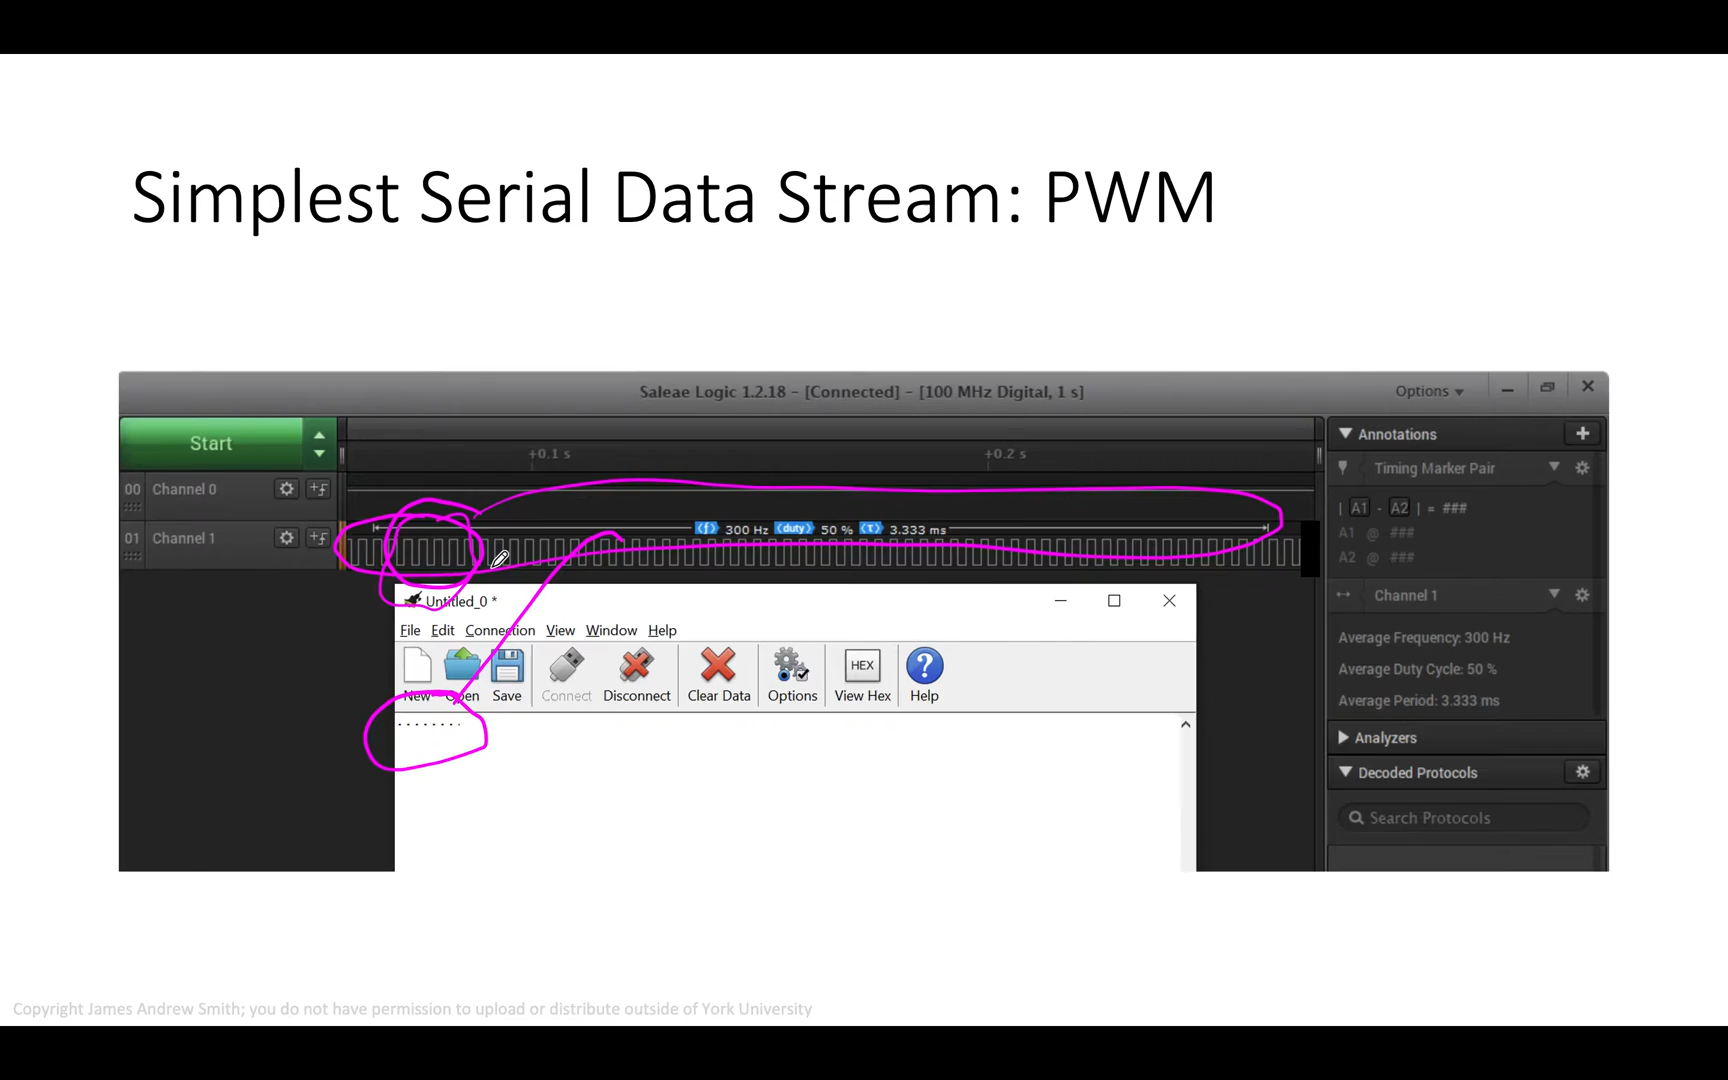 Simplest Serial Data Stream: PWM
Saleae Logic 1.2.18 - [Connected] - [100 MHz Digital, 1 s]
Options
Start
+0.1 s
+0.2 s
Annotations
00 Channel 0
Timing Marker Pair
| A1 - A2 | = ###
A1 @ ###
A2 @ ###
01 Channel 1
(f) 300 Hz (duty) 50 % (T) 3.333 ms
Channel 1
Average Frequency: 300 Hz
Average Duty Cycle: 50 %
Average Period: 3.333 ms
Analyzers
Decoded Protocols
Search Protocols
Untitled_0 *
File Edit Connection View Window Help
HEX
New Open Save Connect Disconnect Clear Data Options View Hex Help
. . . . . . . .
Copyright James Andrew Smith; you do not have permission to upload or distribute outside of York University